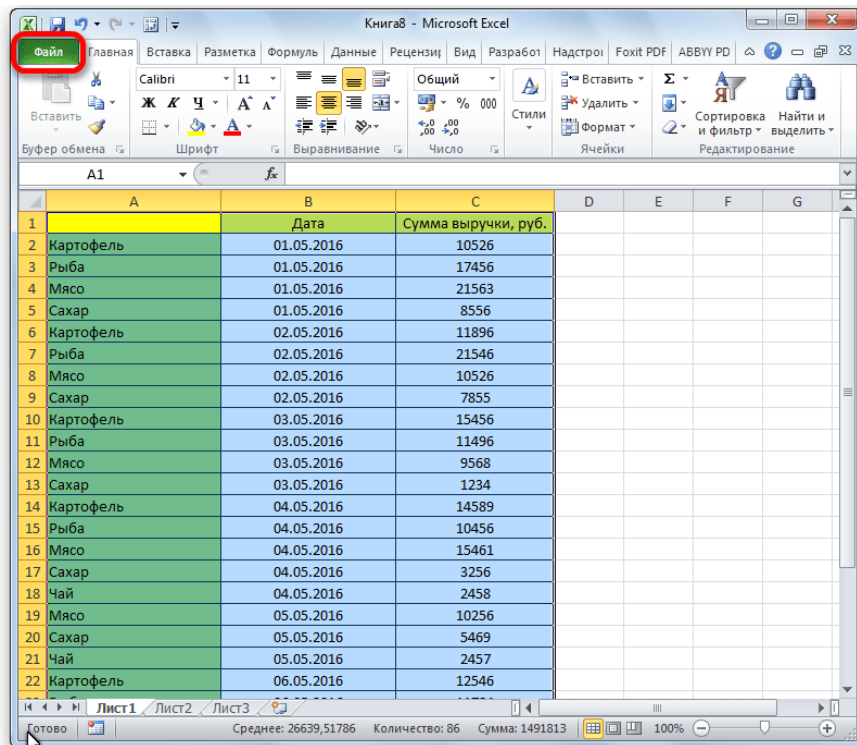 Книга8 - Microsoft Excel
Файл Главная Вставка Разметка Формуль Данные Рецензиј Вид Разработ Надстрої Foxit PDF ABBYY PD
Calibri 11 Общий Вставить Σ
Вставить Ж К Ч A A % 000 Стили Удалить Сортировка и фильтр Найти и выделить
Формат
Буфер обмена Шрифт Выравнивание Число Ячейки Редактирование
A1 fx
A B C D E F G
1 Дата Сумма выручки, руб.
2 Картофель 01.05.2016 10526
3 Рыба 01.05.2016 17456
4 Мясо 01.05.2016 21563
5 Сахар 01.05.2016 8556
6 Картофель 02.05.2016 11896
7 Рыба 02.05.2016 21546
8 Мясо 02.05.2016 10526
9 Сахар 02.05.2016 7855
10 Картофель 03.05.2016 15456
11 Рыба 03.05.2016 11496
12 Мясо 03.05.2016 9568
13 Сахар 03.05.2016 1234
14 Картофель 04.05.2016 14589
15 Рыба 04.05.2016 10456
16 Мясо 04.05.2016 15461
17 Сахар 04.05.2016 3256
18 Чай 04.05.2016 2458
19 Мясо 05.05.2016 10256
20 Сахар 05.05.2016 5469
21 Чай 05.05.2016 2457
22 Картофель 06.05.2016 12546
Лист1 Лист2 Лист3
Готово Среднее: 26639,51786 Количество: 86 Сумма: 1491813 100%